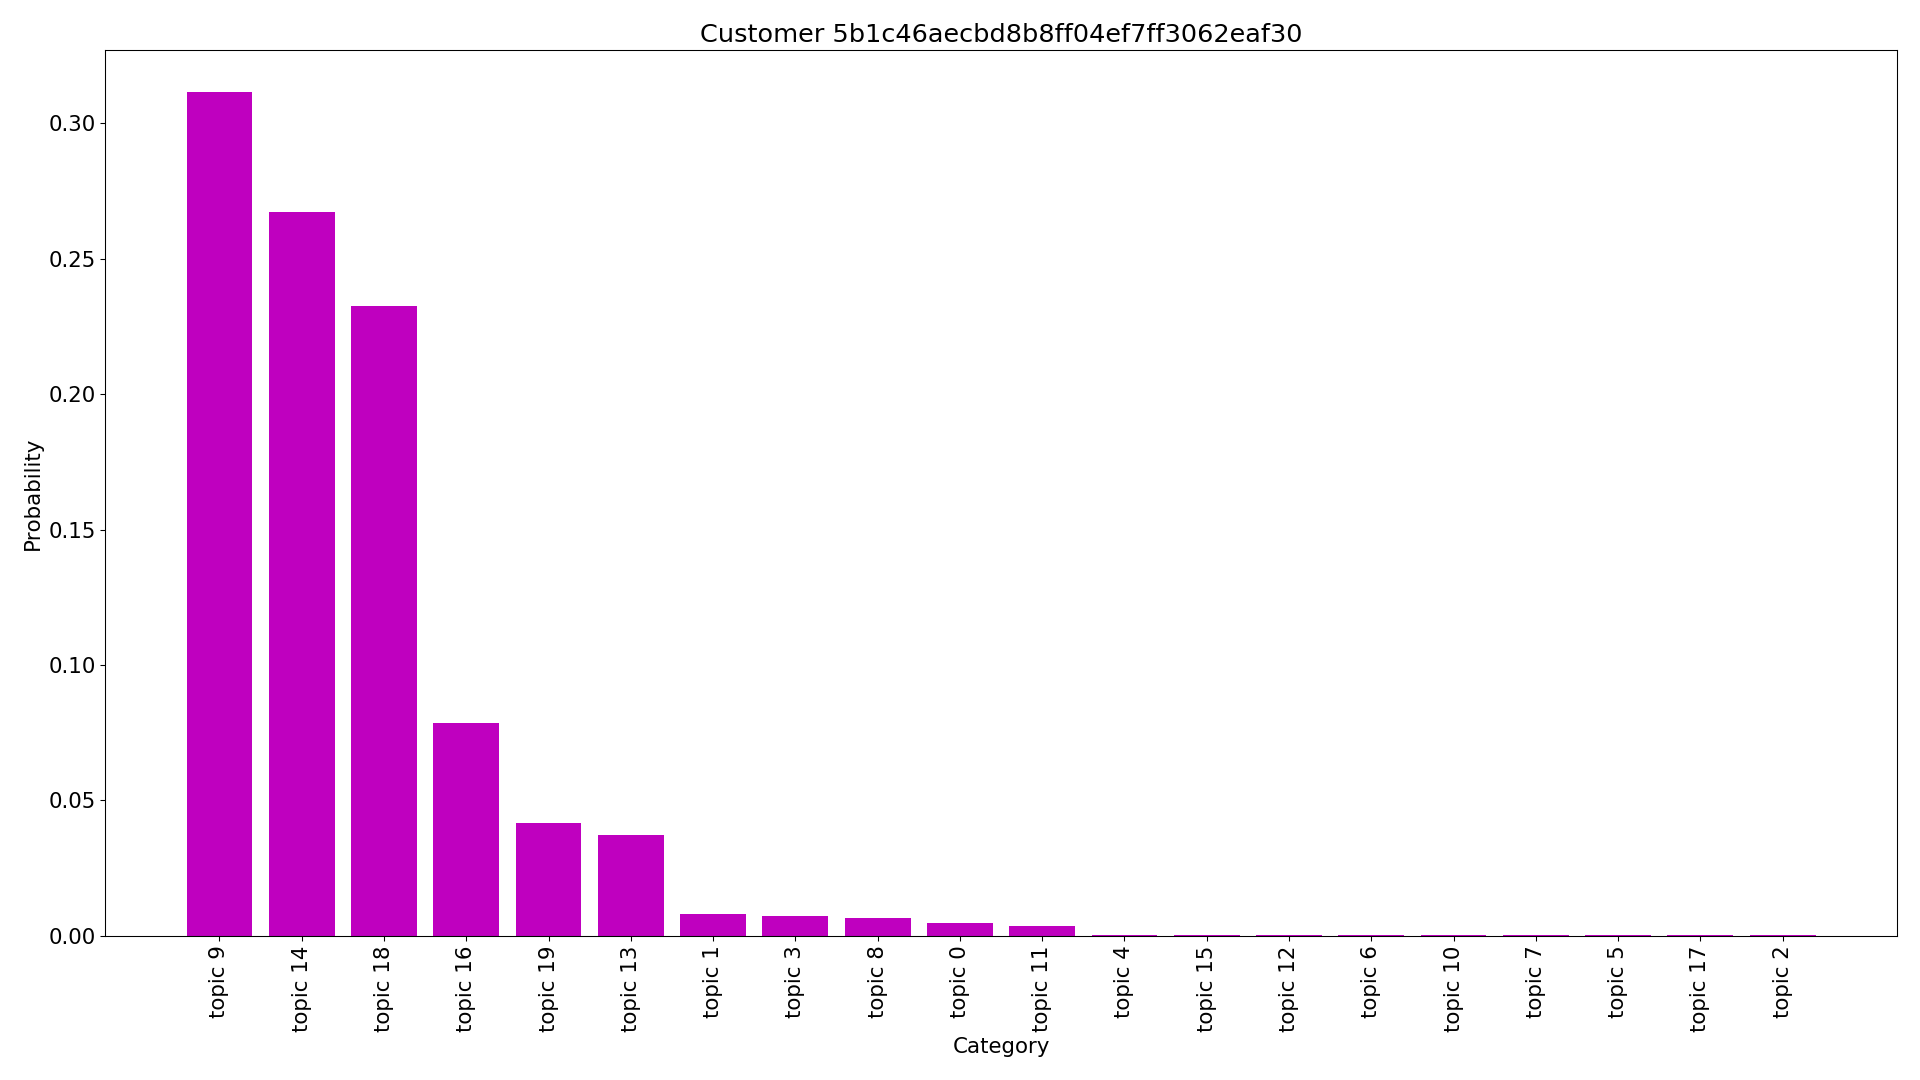 Customer 5b1c46aecbd8b8ff04ef7ff3062eaf30
Probability
0.30
0.25
0.20
0.15
0.10
0.05
0.00
topic 9
topic 14
topic 18
topic 16
topic 19
topic 13
topic 1
topic 3
topic 8
topic 0
topic 11
topic 4
topic 15
topic 12
topic 6
topic 10
topic 7
topic 5
topic 17
topic 2
Category